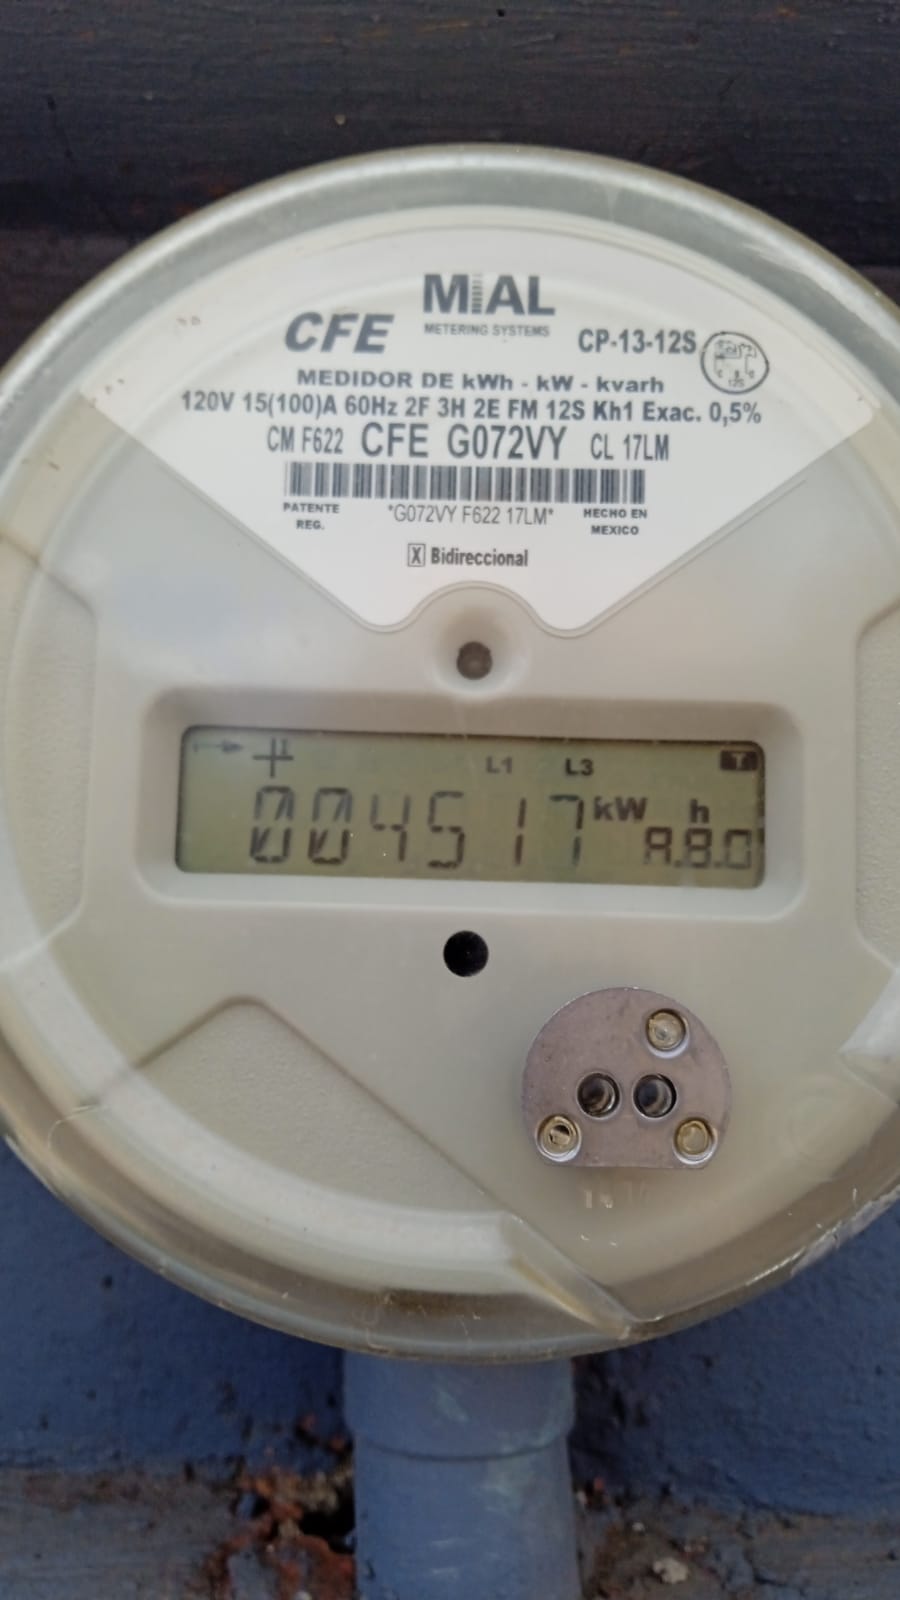 MIAL
METERING SYSTEMS
CFE
CP-13-12S
MEDIDOR DE kWh - kW - kvarh
120V 15(100)A 60Hz 2F 3H 2E FM 12S Kh1 Exac. 0,5%
CM F622 CFE G072VY CL 17LM
PATENTE REG.
*G072VY F622 17LM*
HECHO EN MEXICO
X Bidireccional
L1 L3 T
004517 kW h
A.8.0